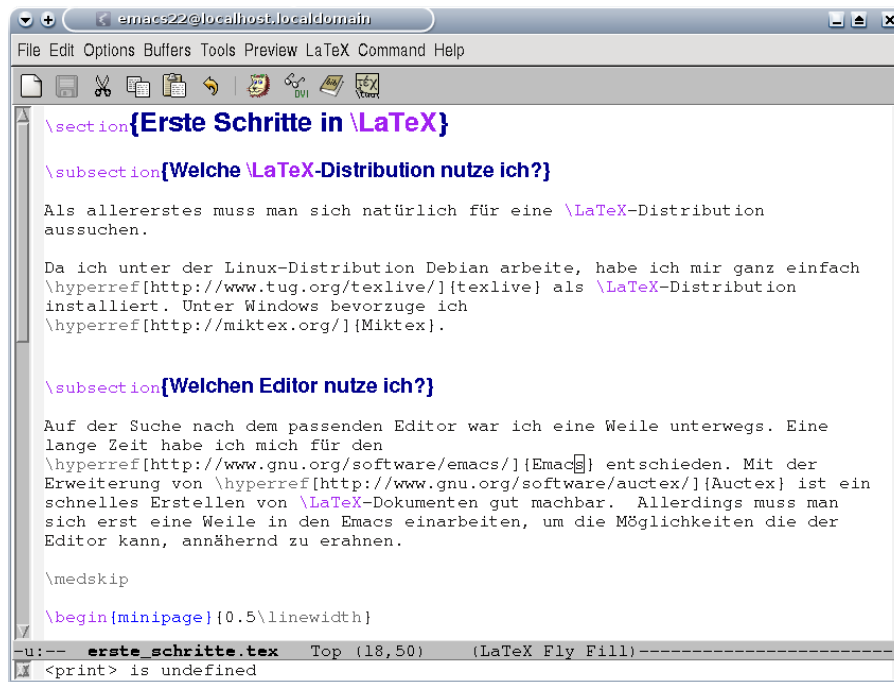 emacs22@localhost.localdomain
File Edit Options Buffers Tools Preview LaTeX Command Help
DVI
\section{Erste Schritte in \LaTeX}
\subsection{Welche \LaTeX-Distribution nutze ich?}
Als allererstes muss man sich natürlich für eine \LaTeX-Distribution
aussuchen.
Da ich unter der Linux-Distribution Debian arbeite, habe ich mir ganz einfach
\hyperref[http://www.tug.org/texlive/]{texlive} als \LaTeX-Distribution
installiert. Unter Windows bevorzuge ich
\hyperref[http://miktex.org/]{Miktex}.
\subsection{Welchen Editor nutze ich?}
Auf der Suche nach dem passenden Editor war ich eine Weile unterwegs. Eine
lange Zeit habe ich mich für den
\hyperref[http://www.gnu.org/software/emacs/]{Emacs} entschieden. Mit der
Erweiterung von \hyperref[http://www.gnu.org/software/auctex/]{Auctex} ist ein
schnelles Erstellen von \LaTeX-Dokumenten gut machbar.  Allerdings muss man
sich erst eine Weile in den Emacs einarbeiten, um die Möglichkeiten die der
Editor kann, annähernd zu erahnen.
\medskip
\begin{minipage}{0.5\linewidth}
-u:--  erste_schritte.tex   Top (18,50)    (LaTeX Fly Fill)------------------------
<print> is undefined